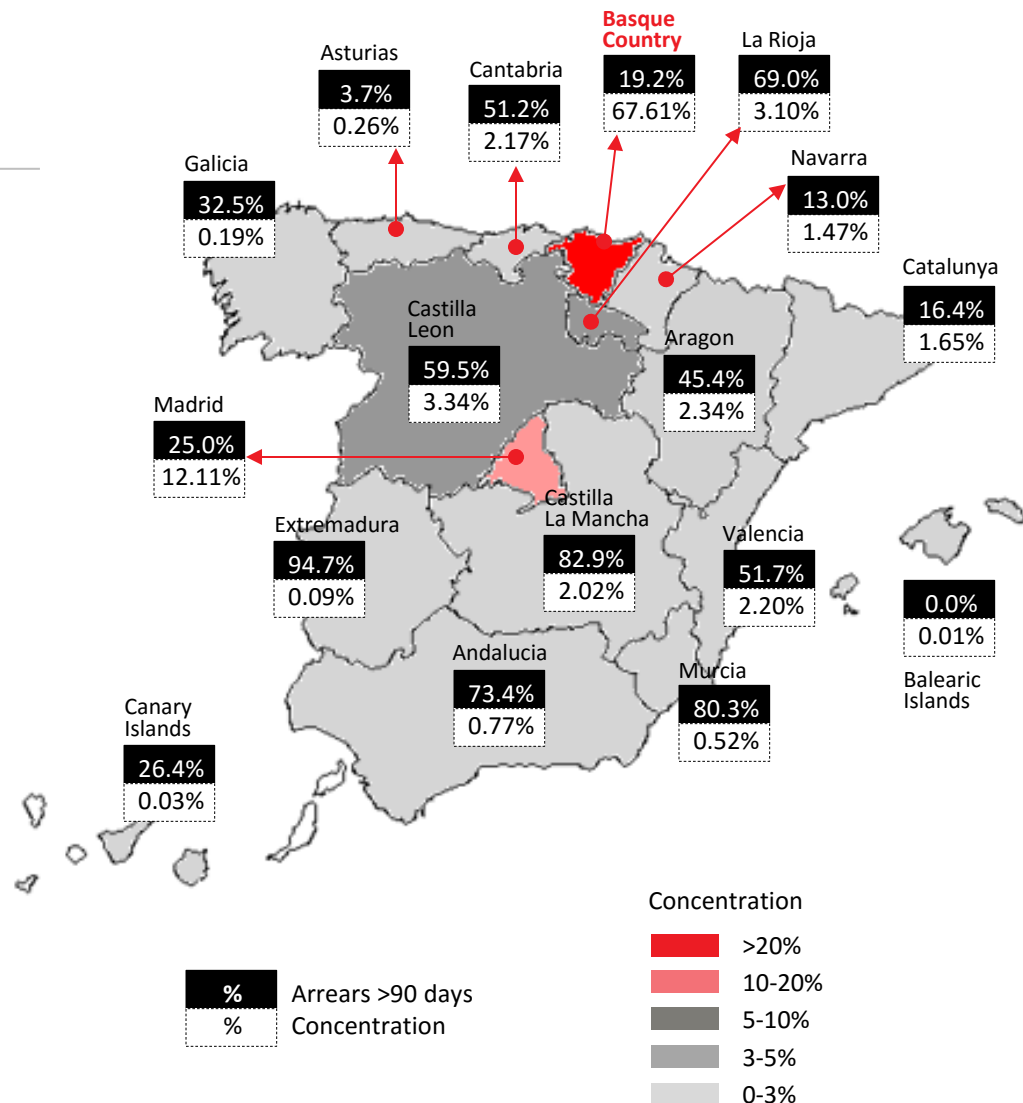 Basque
Country
19.2%
67.61%
La Rioja
69.0%
3.10%
Asturias
3.7%
0.26%
Cantabria
51.2%
2.17%
Navarra
13.0%
1.47%
Galicia
32.5%
0.19%
Catalunya
16.4%
1.65%
Castilla
Leon
59.5%
3.34%
Aragon
45.4%
2.34%
Madrid
25.0%
12.11%
Extremadura
94.7%
0.09%
Castilla
La Mancha
82.9%
2.02%
Valencia
51.7%
2.20%
0.0%
0.01%
Balearic
Islands
Andalucia
73.4%
0.77%
Murcia
80.3%
0.52%
Canary
Islands
26.4%
0.03%
Concentration
>20%
10-20%
5-10%
3-5%
0-3%
% Arrears >90 days
% Concentration